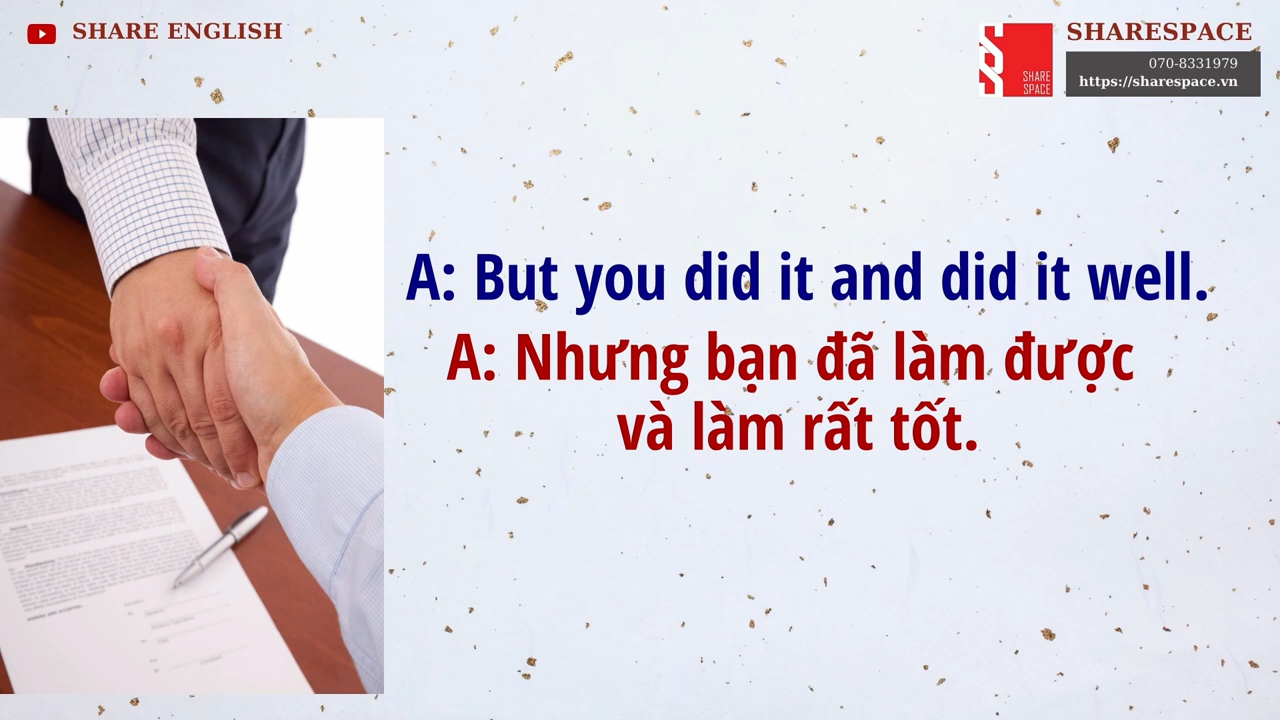 SHARE ENGLISH
SHARESPACE
070-8331979
https://sharespace.vn
SHARE
SPACE
A: But you did it and did it well.
A: Nhưng bạn đã làm được
và làm rất tốt.